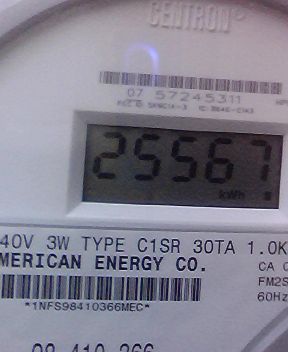 CENTRON®
07 57245311
25567
kWh
40V 3W TYPE C1SR 30TA 1.0K
MERICAN ENERGY CO.
CA 0
FM2S
60Hz
*1NFS98410366MEC*